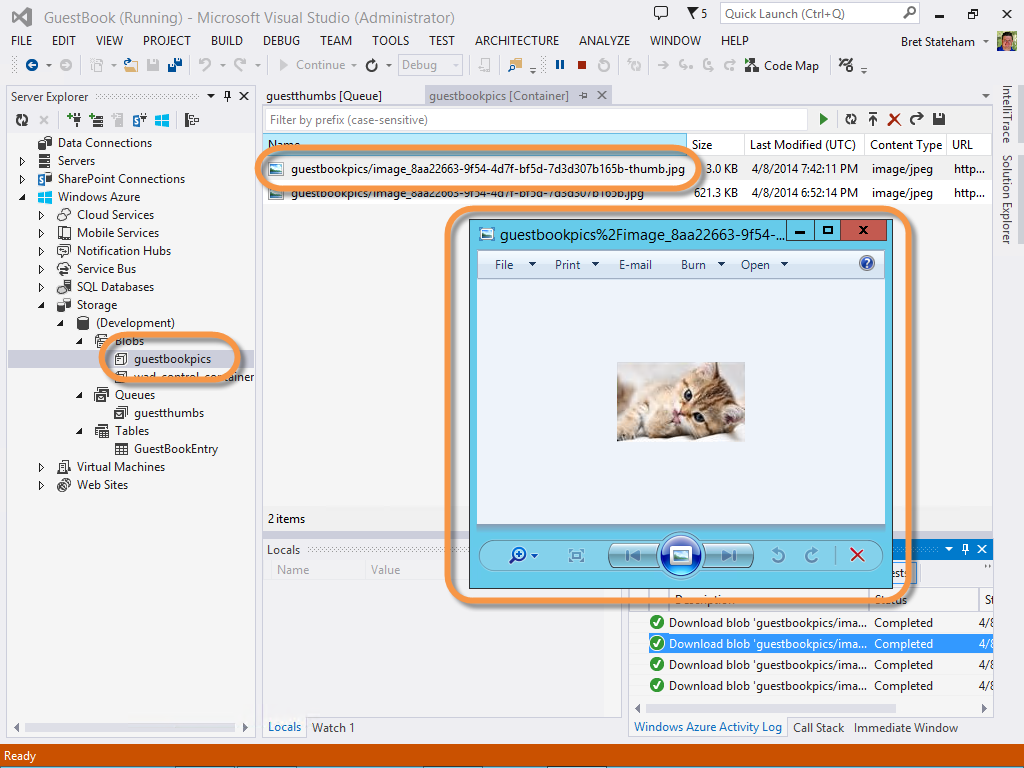 GuestBook (Running) - Microsoft Visual Studio (Administrator)
5
Quick Launch (Ctrl+Q)
FILE EDIT VIEW PROJECT BUILD DEBUG TEAM TOOLS TEST ARCHITECTURE ANALYZE WINDOW HELP
Bret Stateham
Continue
Debug
Code Map
Server Explorer
Data Connections
Servers
SharePoint Connections
Windows Azure
Cloud Services
Mobile Services
Notification Hubs
Service Bus
SQL Databases
Storage
(Development)
Blobs
guestbookpics
wad-control-container
Queues
guestthumbs
Tables
GuestBookEntry
Virtual Machines
Web Sites
guestthumbs [Queue]
guestbookpics [Container]
Filter by prefix (case-sensitive)
Name Size Last Modified (UTC) Content Type URL
guestbookpics/image_8aa22663-9f54-4d7f-bf5d-7d3d307b165b-thumb.jpg 3.0 KB 4/8/2014 7:42:11 PM image/jpeg http...
guestbookpics/image_8aa22663-9f54-4d7f-bf5d-7d3d307b165b.jpg 621.3 KB 4/8/2014 6:52:14 PM image/jpeg http...
guestbookpics%2Fimage_8aa22663-9f54-...
File Print E-mail Burn Open
2 items
Locals
Name Value
Locals Watch 1
Description Status St
Download blob 'guestbookpics/ima... Completed 4/8
Download blob 'guestbookpics/ima... Completed 4/8
Download blob 'guestbookpics/ima... Completed 4/8
Download blob 'guestbookpics/ima... Completed 4/8
Windows Azure Activity Log Call Stack Immediate Window
IntelliTrace
Solution Explorer
Ready